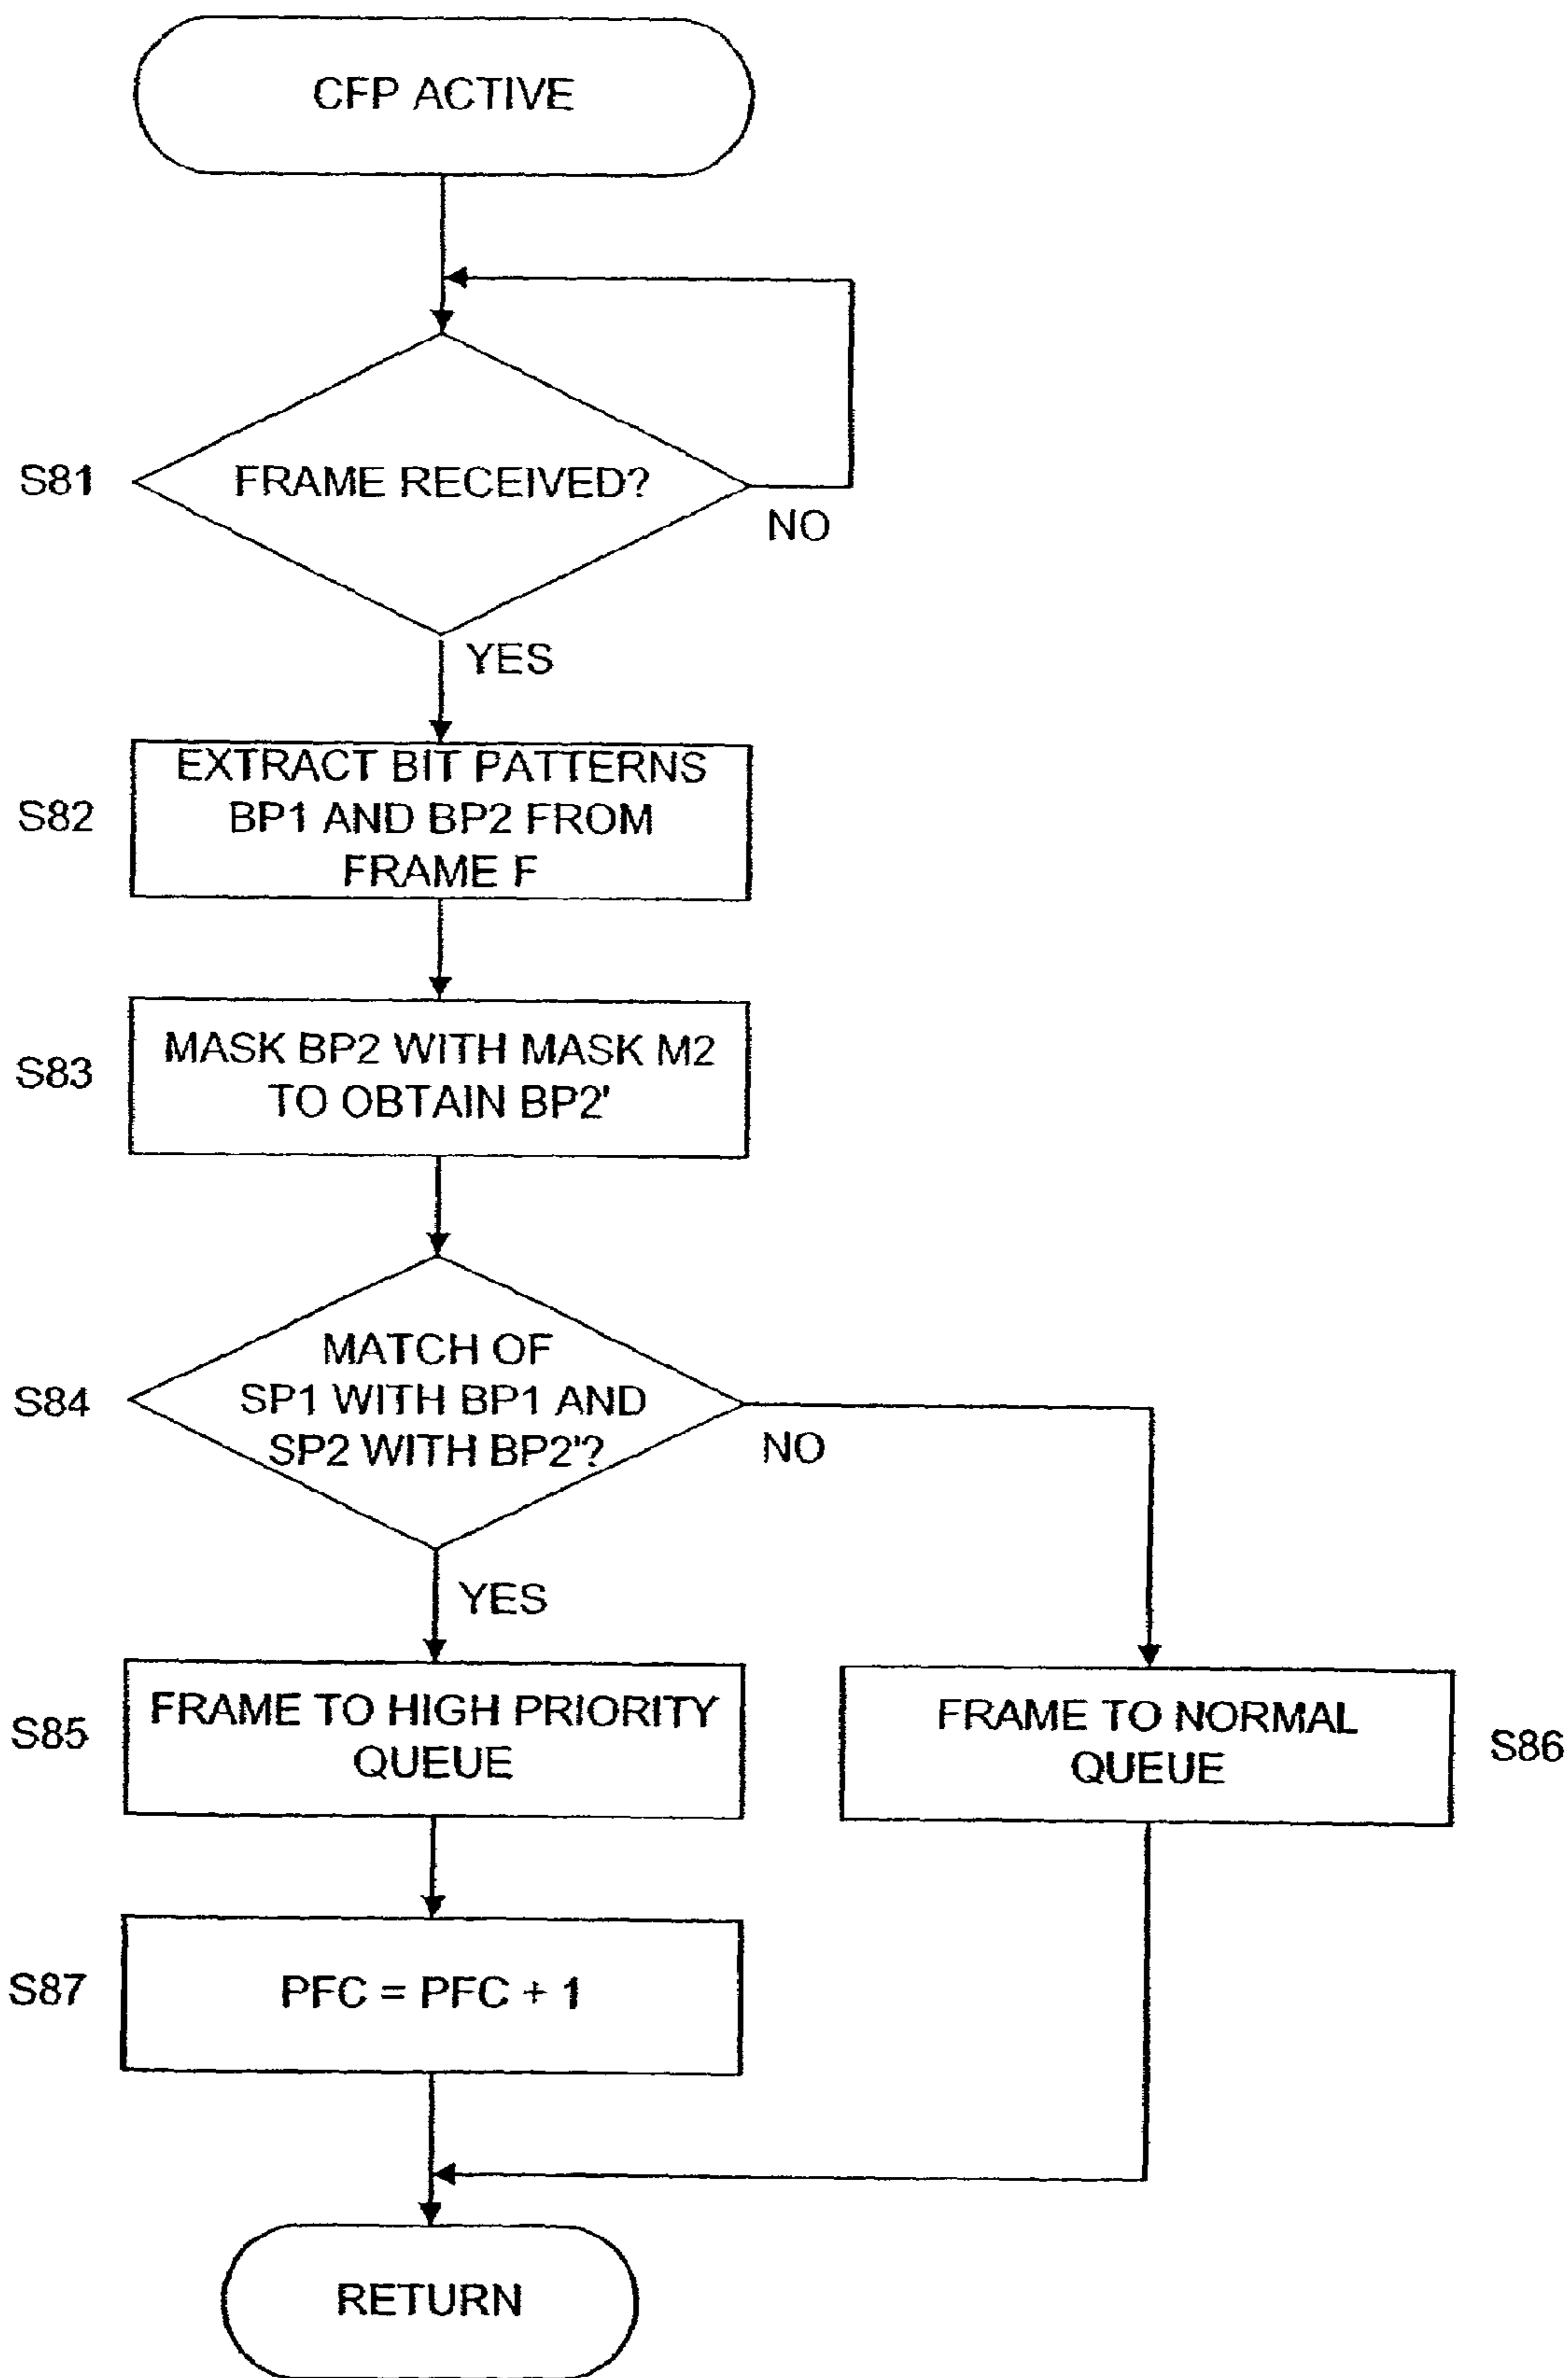 CFP ACTIVE
S81
FRAME RECEIVED?
NO
YES
S82
EXTRACT BIT PATTERNS
BP1 AND BP2 FROM
FRAME F
S83
MASK BP2 WITH MASK M2
TO OBTAIN BP2'
S84
MATCH OF
SP1 WITH BP1 AND
SP2 WITH BP2'?
NO
YES
S85
FRAME TO HIGH PRIORITY
QUEUE
FRAME TO NORMAL
QUEUE
S86
S87
PFC = PFC + 1
RETURN